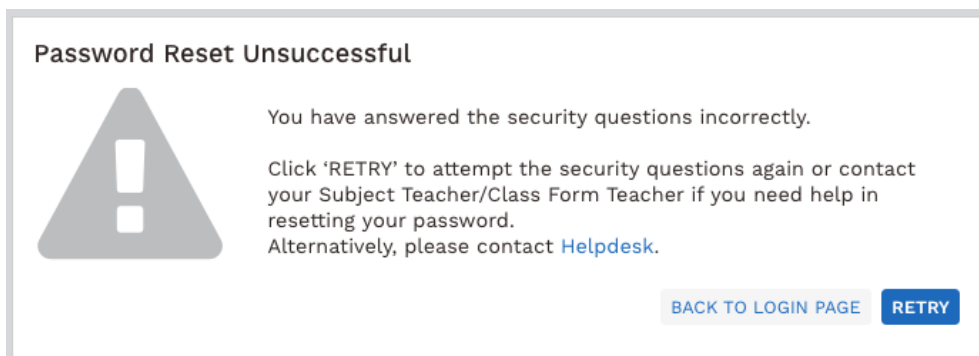 Password Reset Unsuccessful
You have answered the security questions incorrectly.
Click ‘RETRY’ to attempt the security questions again or contact
your Subject Teacher/Class Form Teacher if you need help in
resetting your password.
Alternatively, please contact Helpdesk.
BACK TO LOGIN PAGE
RETRY